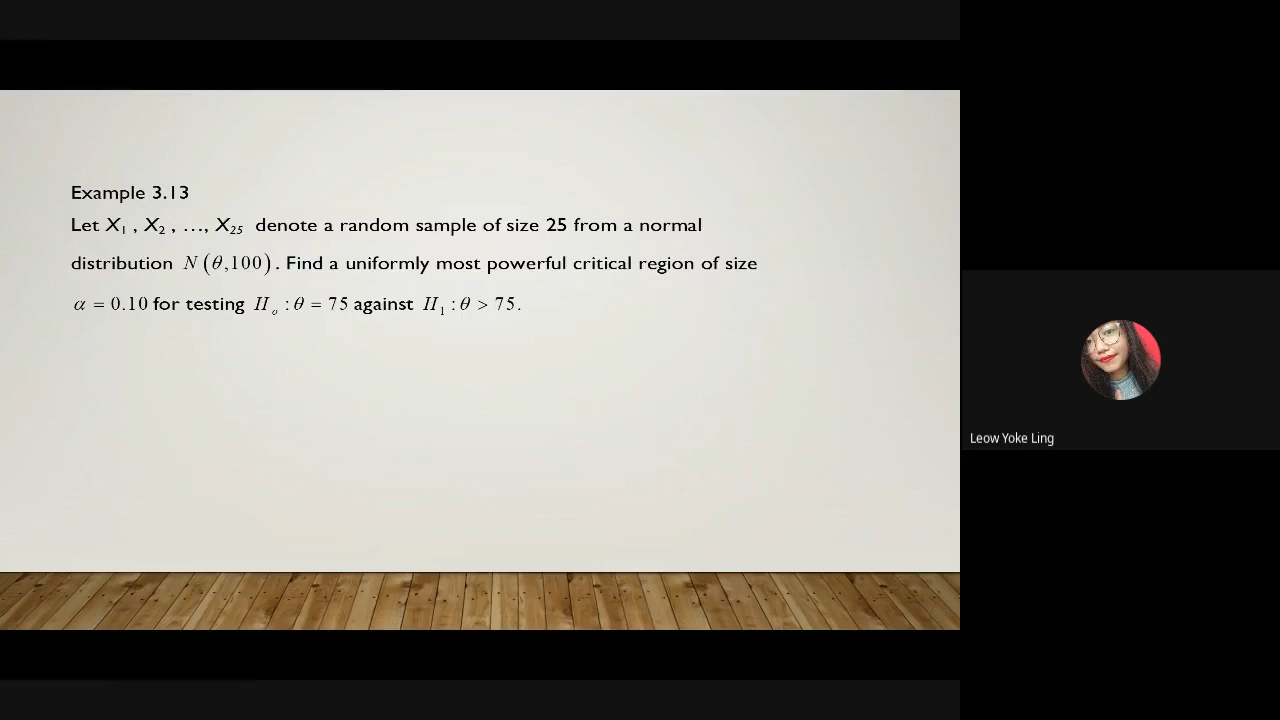 Example 3.13
Let X₁ , X₂ , …, X₂₅ denote a random sample of size 25 from a normal
distribution N (θ,100) . Find a uniformly most powerful critical region of size
α = 0.10 for testing Hₒ : θ = 75 against H₁ : θ > 75.
Leow Yoke Ling